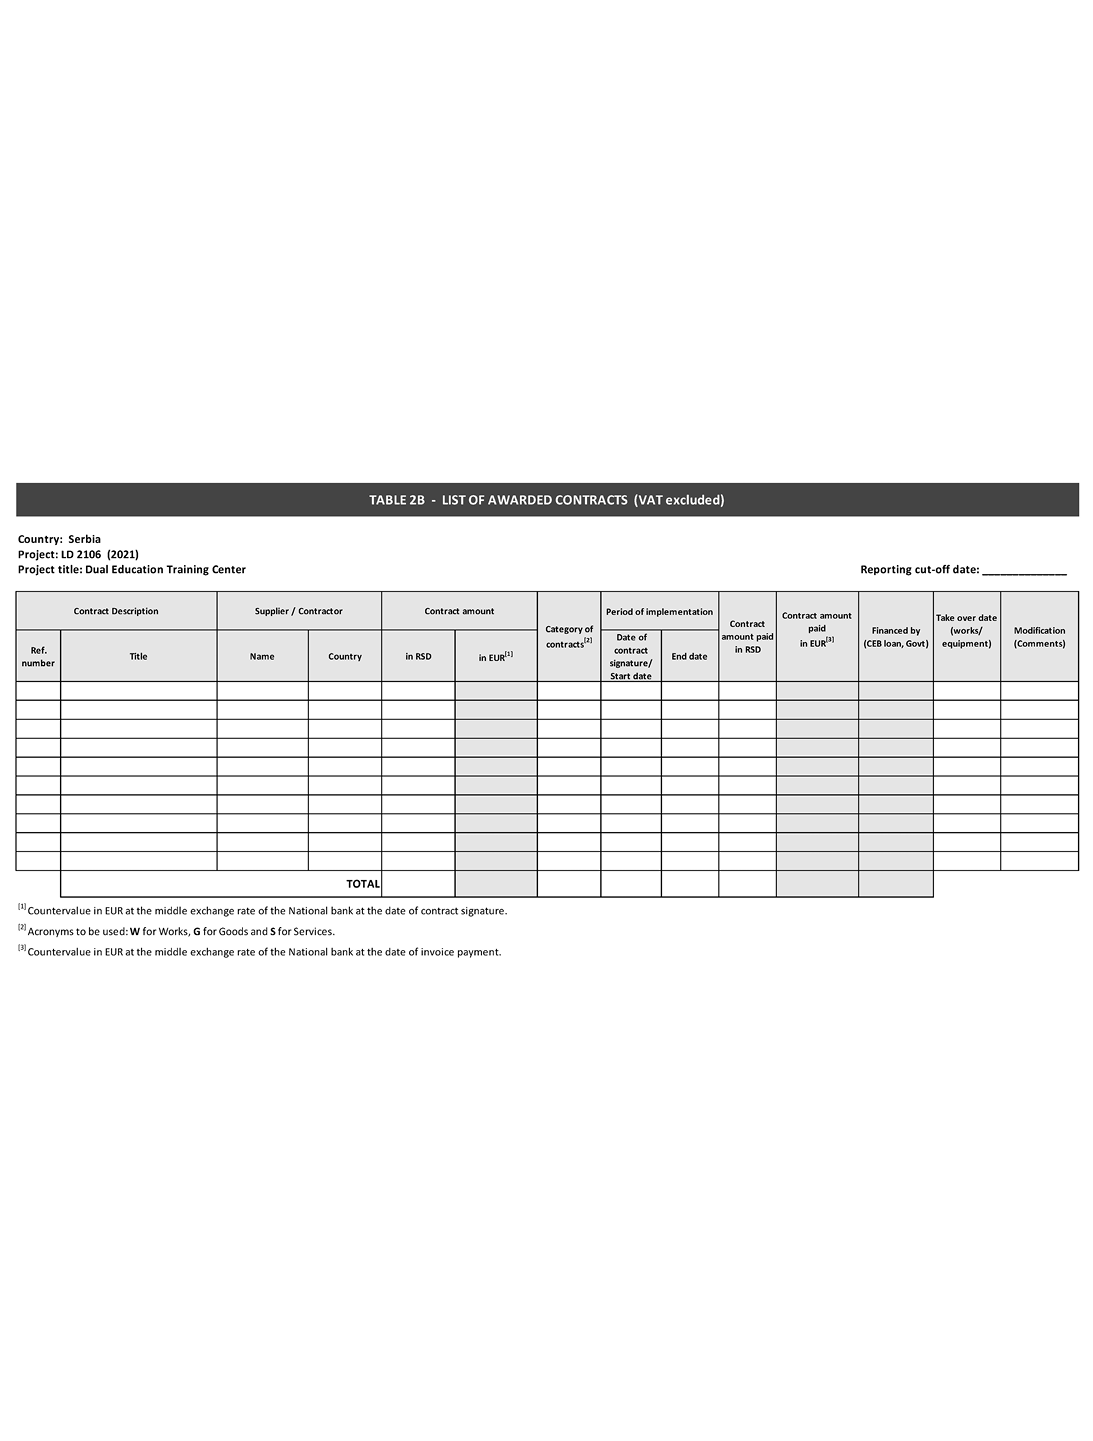 TABLE 2B - LIST OF AWARDED CONTRACTS (VAT excluded)
Country: Serbia
Project: LD 2106 (2021)
Project title: Dual Education Training Center
Reporting cut-off date: ______________
Contract Description
Supplier / Contractor
Contract amount
Category of
contracts[2]
Period of implementation
Contract
amount paid
in RSD
Contract amount
paid
in EUR[3]
Financed by
(CEB loan, Govt)
Take over date
(works/
equipment)
Modification
(Comments)
Ref.
number
Title
Name
Country
in RSD
in EUR[1]
Date of
contract
signature/
Start date
End date
TOTAL
[1] Countervalue in EUR at the middle exchange rate of the National bank at the date of contract signature.
[2] Acronyms to be used: W for Works, G for Goods and S for Services.
[3] Countervalue in EUR at the middle exchange rate of the National bank at the date of invoice payment.